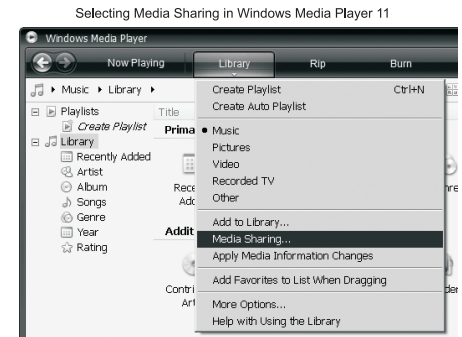 Selecting Media Sharing in Windows Media Player 11
Windows Media Player
Now Playing Library Rip Burn
Music Library
Create Playlist Ctrl+N
Create Auto Playlist
Music
Pictures
Video
Recorded TV
Other
Add to Library...
Media Sharing...
Apply Media Information Changes
Add Favorites to List When Dragging
More Options...
Help with Using the Library
Playlists
Create Playlist
Library
Recently Added
Artist
Album
Songs
Genre
Year
Rating
Title
Prima
Rece
Adc
Addit
Contri
Art